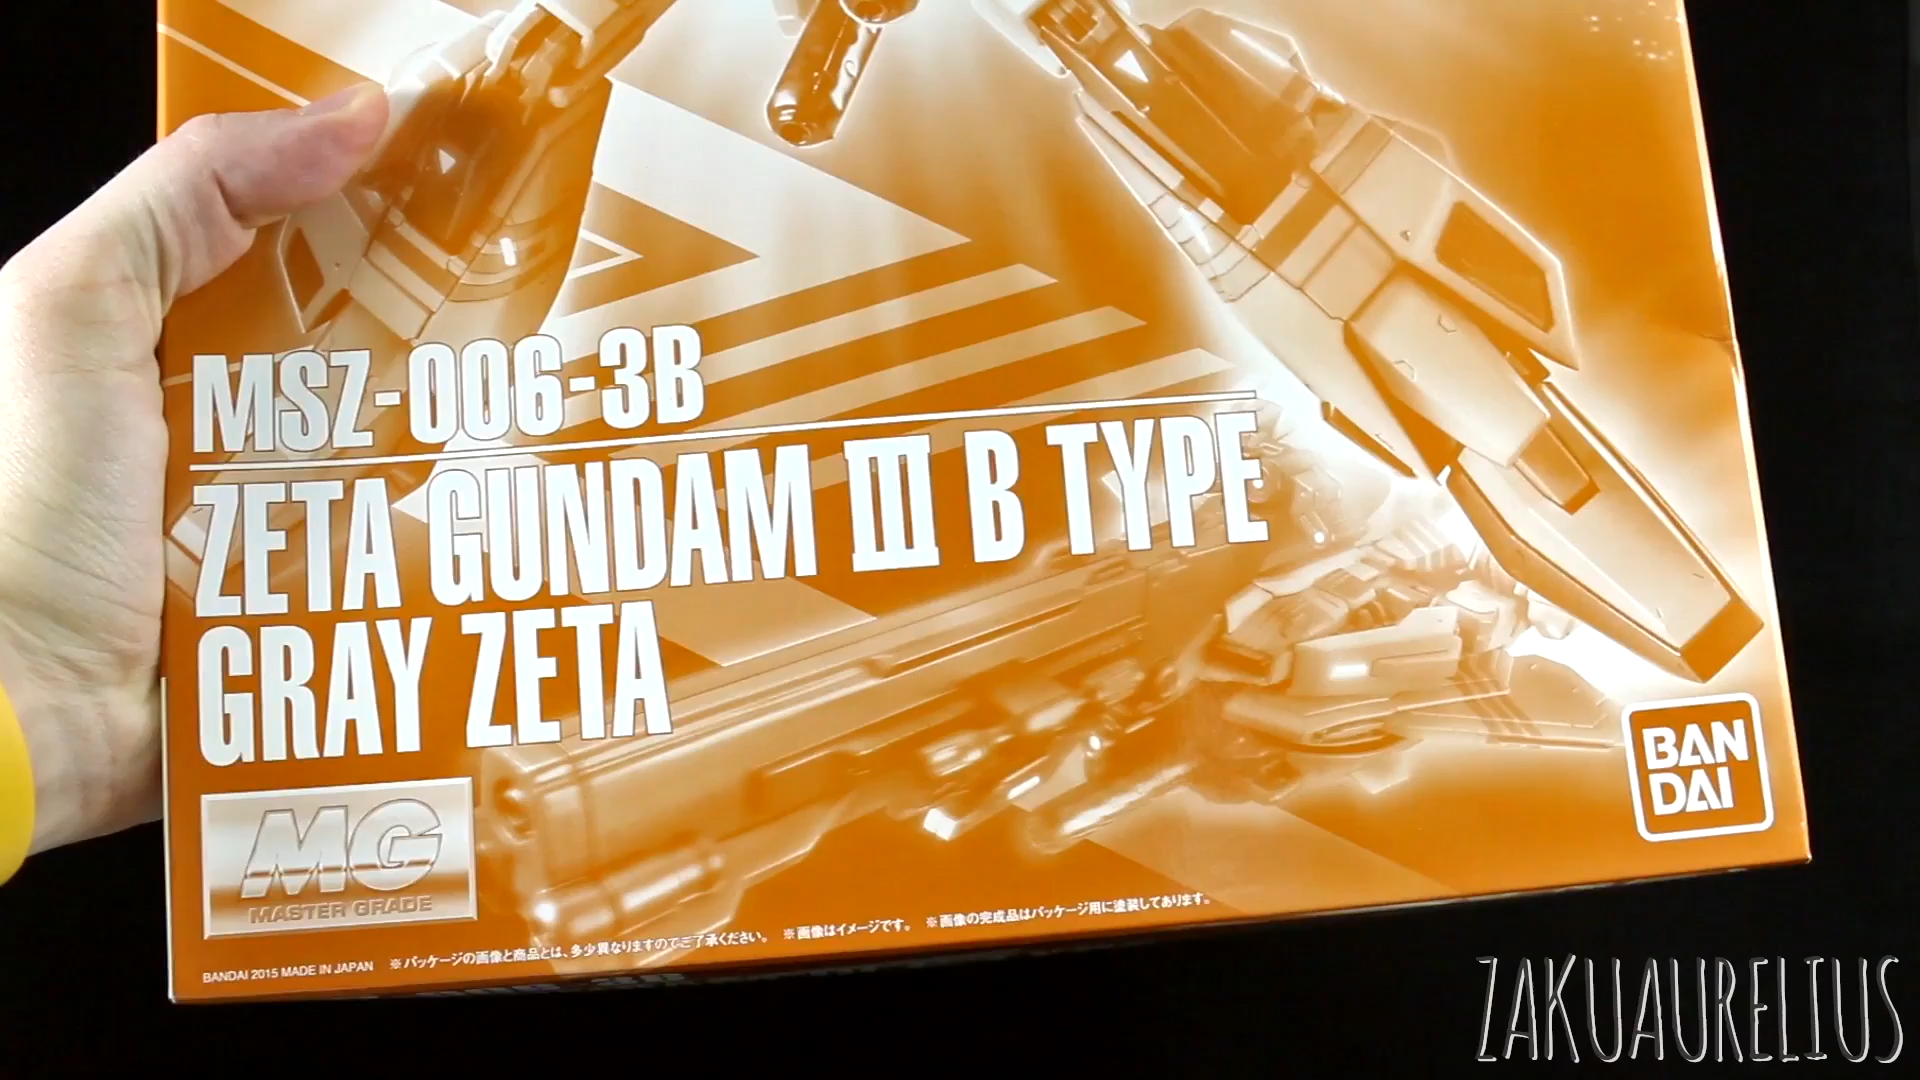 MSZ-006-3B
ZETA GUNDAM III B TYPE
GRAY ZETA
MG
MASTER GRADE
BAN
DAI
BANDAI 2015 MADE IN JAPAN ※パッケージの画像と商品とは、多少異なりますのでご了承ください。 ※画像はイメージです。 ※画像の完成品はパッケージ用に塗装してあります。
ZAKUAURELIUS